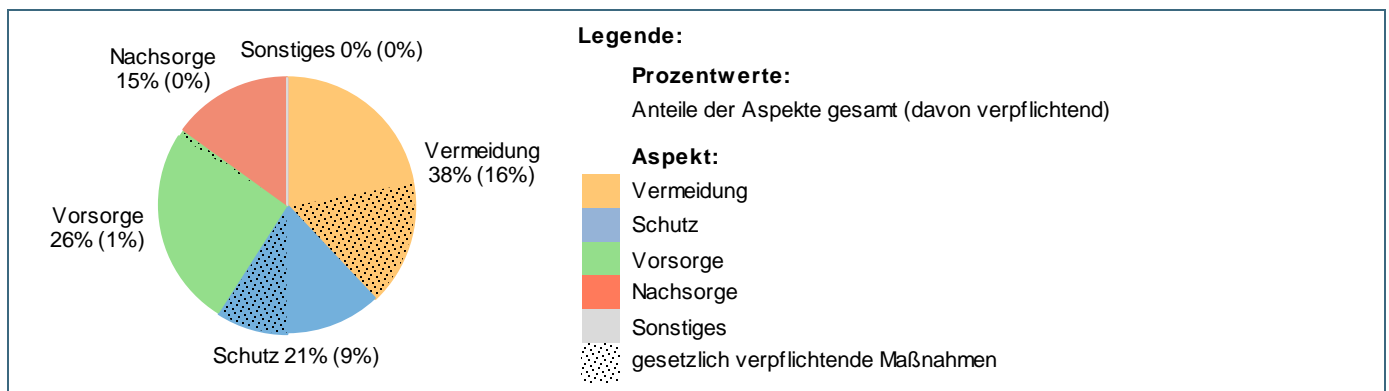 Sonstiges 0% (0%)
Nachsorge
15% (0%)
Vermeidung
38% (16%)
Vorsorge
26% (1%)
Schutz 21% (9%)
Legende:
Prozentwerte:
Anteile der Aspekte gesamt (davon verpflichtend)
Aspekt:
Vermeidung
Schutz
Vorsorge
Nachsorge
Sonstiges
gesetzlich verpflichtende Maßnahmen